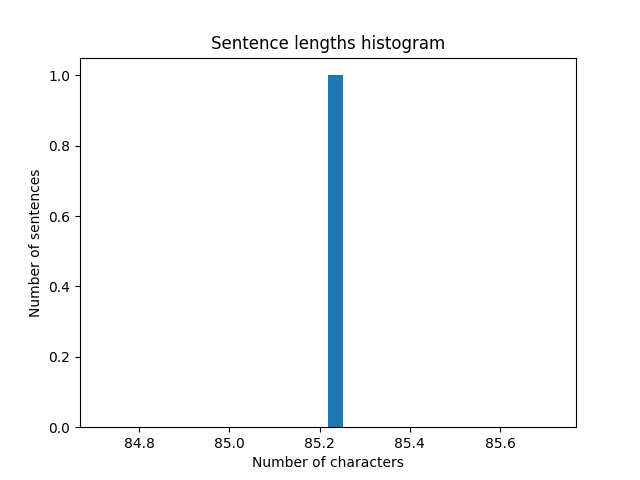 Sentence lengths histogram
1.0
0.8
0.6
0.4
0.2
0.0
Number of sentences
84.8 85.0 85.2 85.4 85.6
Number of characters